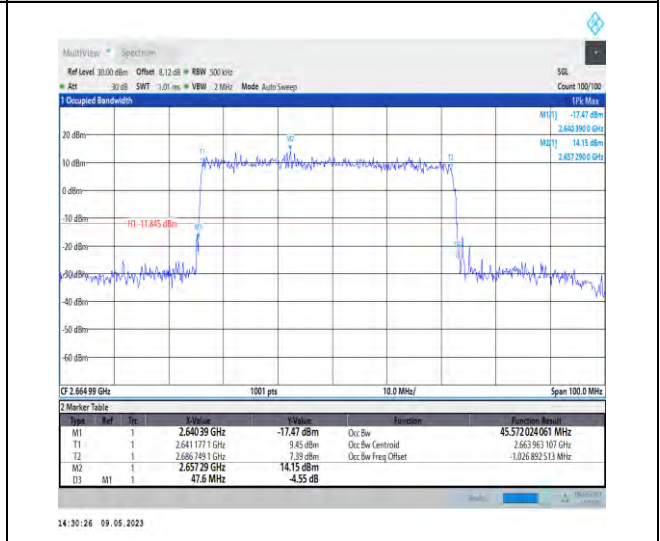 MultiView Spectrum
Ref Level 30.00 dBm Offset 8.12 dB RBW 500 kHz SGL
Att 30 dB SWT 1.01 ms VBW 2 MHz Mode Auto Sweep Count 100/100
1 Occupied Bandwidth 1Pk Max
M1[1] -17.47 dBm
2.640 390 0 GHz
M2[1] 14.15 dBm
2.657 290 0 GHz
20 dBm
M2
T1
T2
10 dBm
0 dBm
-10 dBm
H1 -11.845 dBm
M1
-20 dBm
-30 dBm
-40 dBm
-50 dBm
-60 dBm
CF 2.664 99 GHz 1001 pts 10.0 MHz/ Span 100.0 MHz
2 Marker Table
Type Ref Trc X-Value Y-Value Function Function Result
M1 1 2.640 39 GHz -17.47 dBm Occ Bw 45.572 024 061 MHz
T1 1 2.641 177 1 GHz 9.45 dBm Occ Bw Centroid 2.663 963 107 GHz
T2 1 2.686 749 1 GHz 7.39 dBm Occ Bw Freq Offset -1.026 892 513 MHz
M2 1 2.657 29 GHz 14.15 dBm
D3 M1 1 47.6 MHz -4.55 dB
14:30:26 09.05.2023